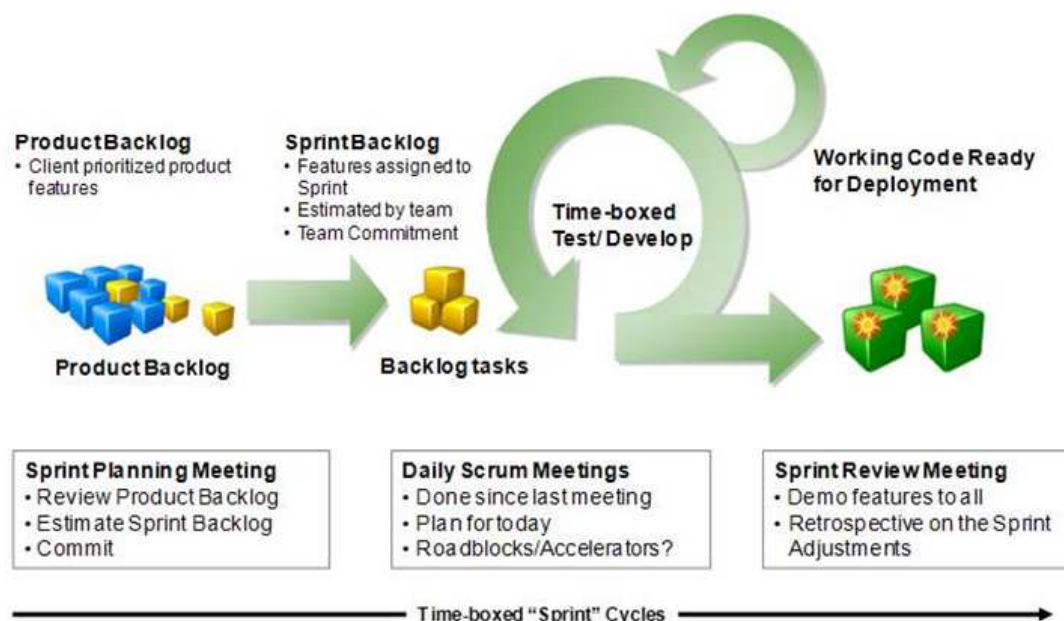 Product Backlog
• Client prioritized product
features
Sprint Backlog
• Features assigned to
Sprint
• Estimated by team
• Team Commitment
Time-boxed
Test/ Develop
Working Code Ready
for Deployment
Product Backlog
Backlog tasks
Sprint Planning Meeting
• Review Product Backlog
• Estimate Sprint Backlog
• Commit
Daily Scrum Meetings
• Done since last meeting
• Plan for today
• Roadblocks/Accelerators?
Sprint Review Meeting
• Demo features to all
• Retrospective on the Sprint
Adjustments
Time-boxed "Sprint" Cycles